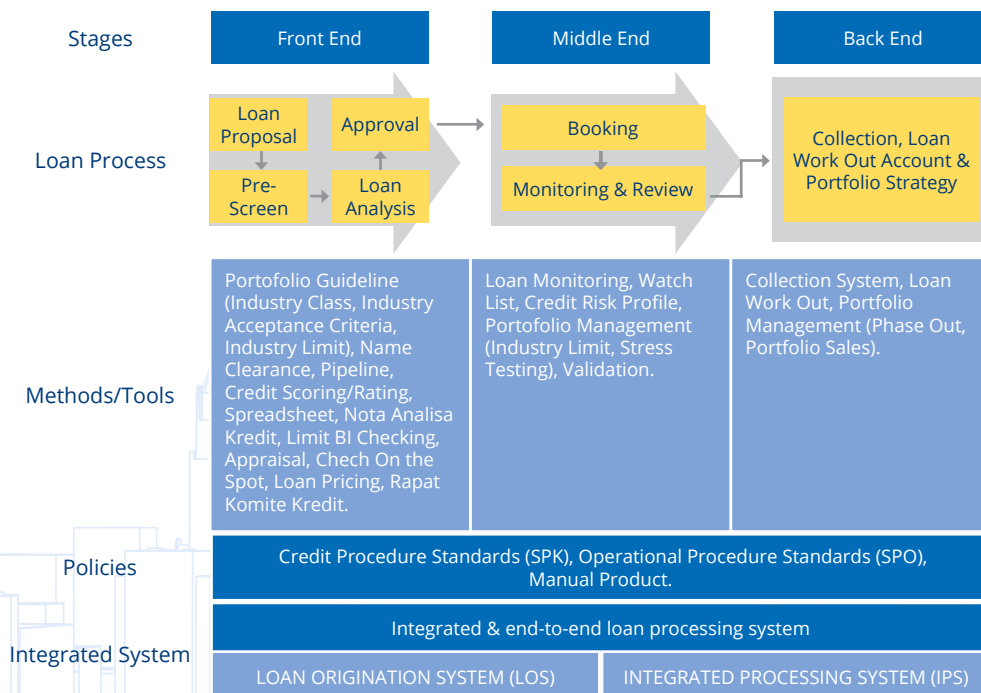 Stages
Front End
Middle End
Back End
Loan Process
Loan
Proposal
Approval
Pre-
Screen
Loan
Analysis
Booking
Monitoring & Review
Collection, Loan
Work Out Account &
Portfolio Strategy
Methods/Tools
Portofolio Guideline
(Industry Class, Industry
Acceptance Criteria,
Industry Limit), Name
Clearance, Pipeline,
Credit Scoring/Rating,
Spreadsheet, Nota Analisa
Kredit, Limit BI Checking,
Appraisal, Chech On the
Spot, Loan Pricing, Rapat
Komite Kredit.
Loan Monitoring, Watch
List, Credit Risk Profile,
Portofolio Management
(Industry Limit, Stress
Testing), Validation.
Collection System, Loan
Work Out, Portfolio
Management (Phase Out,
Portfolio Sales).
Policies
Credit Procedure Standards (SPK), Operational Procedure Standards (SPO),
Manual Product.
Integrated System
Integrated & end-to-end loan processing system
LOAN ORIGINATION SYSTEM (LOS)
INTEGRATED PROCESSING SYSTEM (IPS)